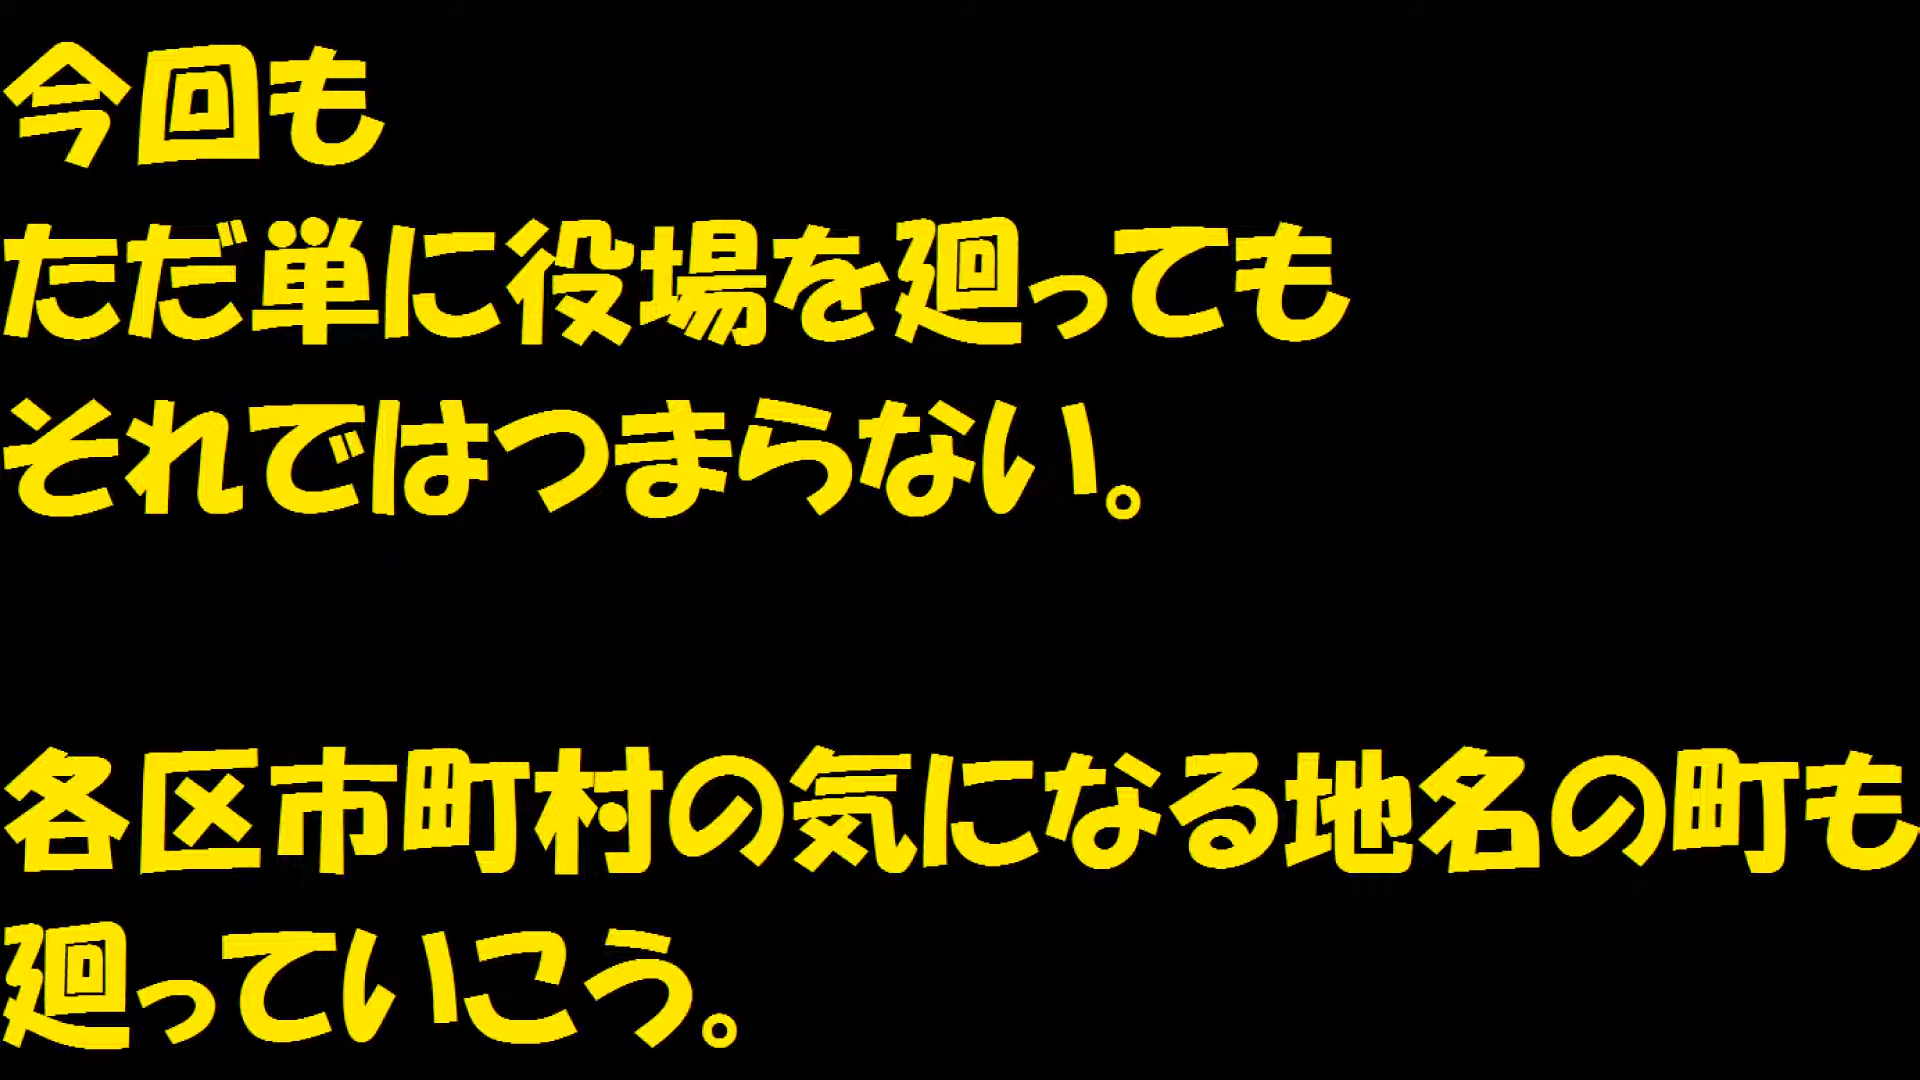 今回も
ただ単に役場を廻っても
それではつまらない。
各区市町村の気になる地名の町も
廻っていこう。